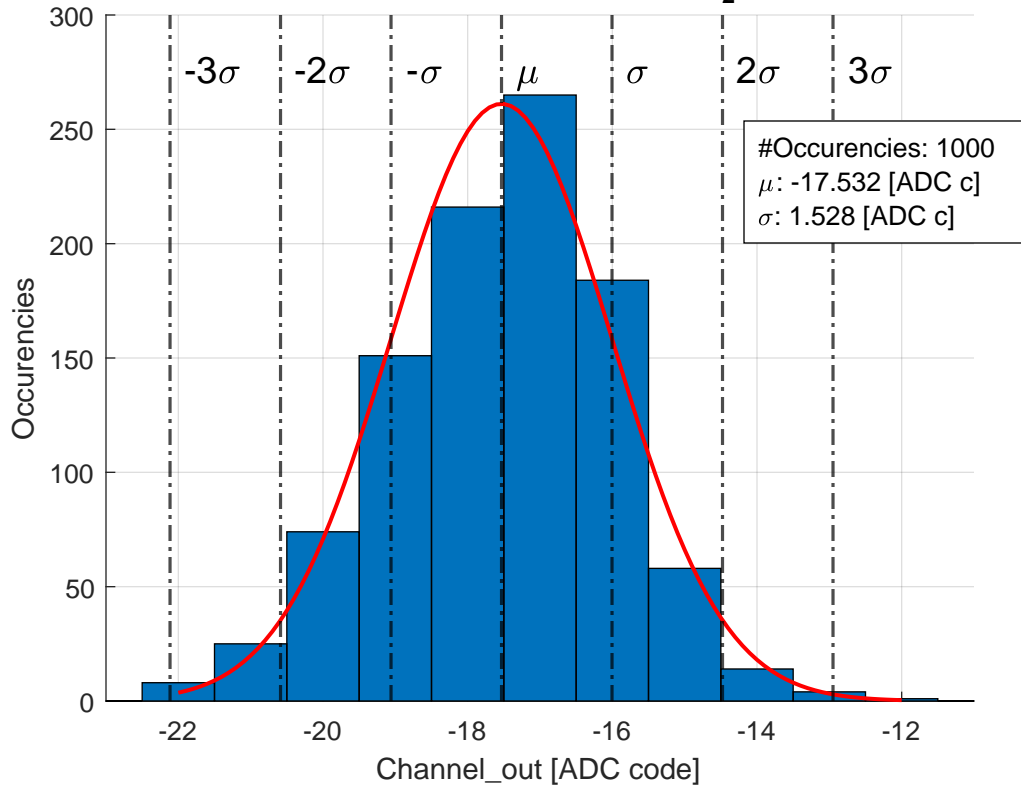 300
250
200
150
100
50
0
Occurencies
-3σ -2σ -σ μ σ 2σ 3σ
#Occurencies: 1000
μ: -17.532 [ADC c]
σ: 1.528 [ADC c]
-22 -20 -18 -16 -14 -12
Channel_out [ADC code]